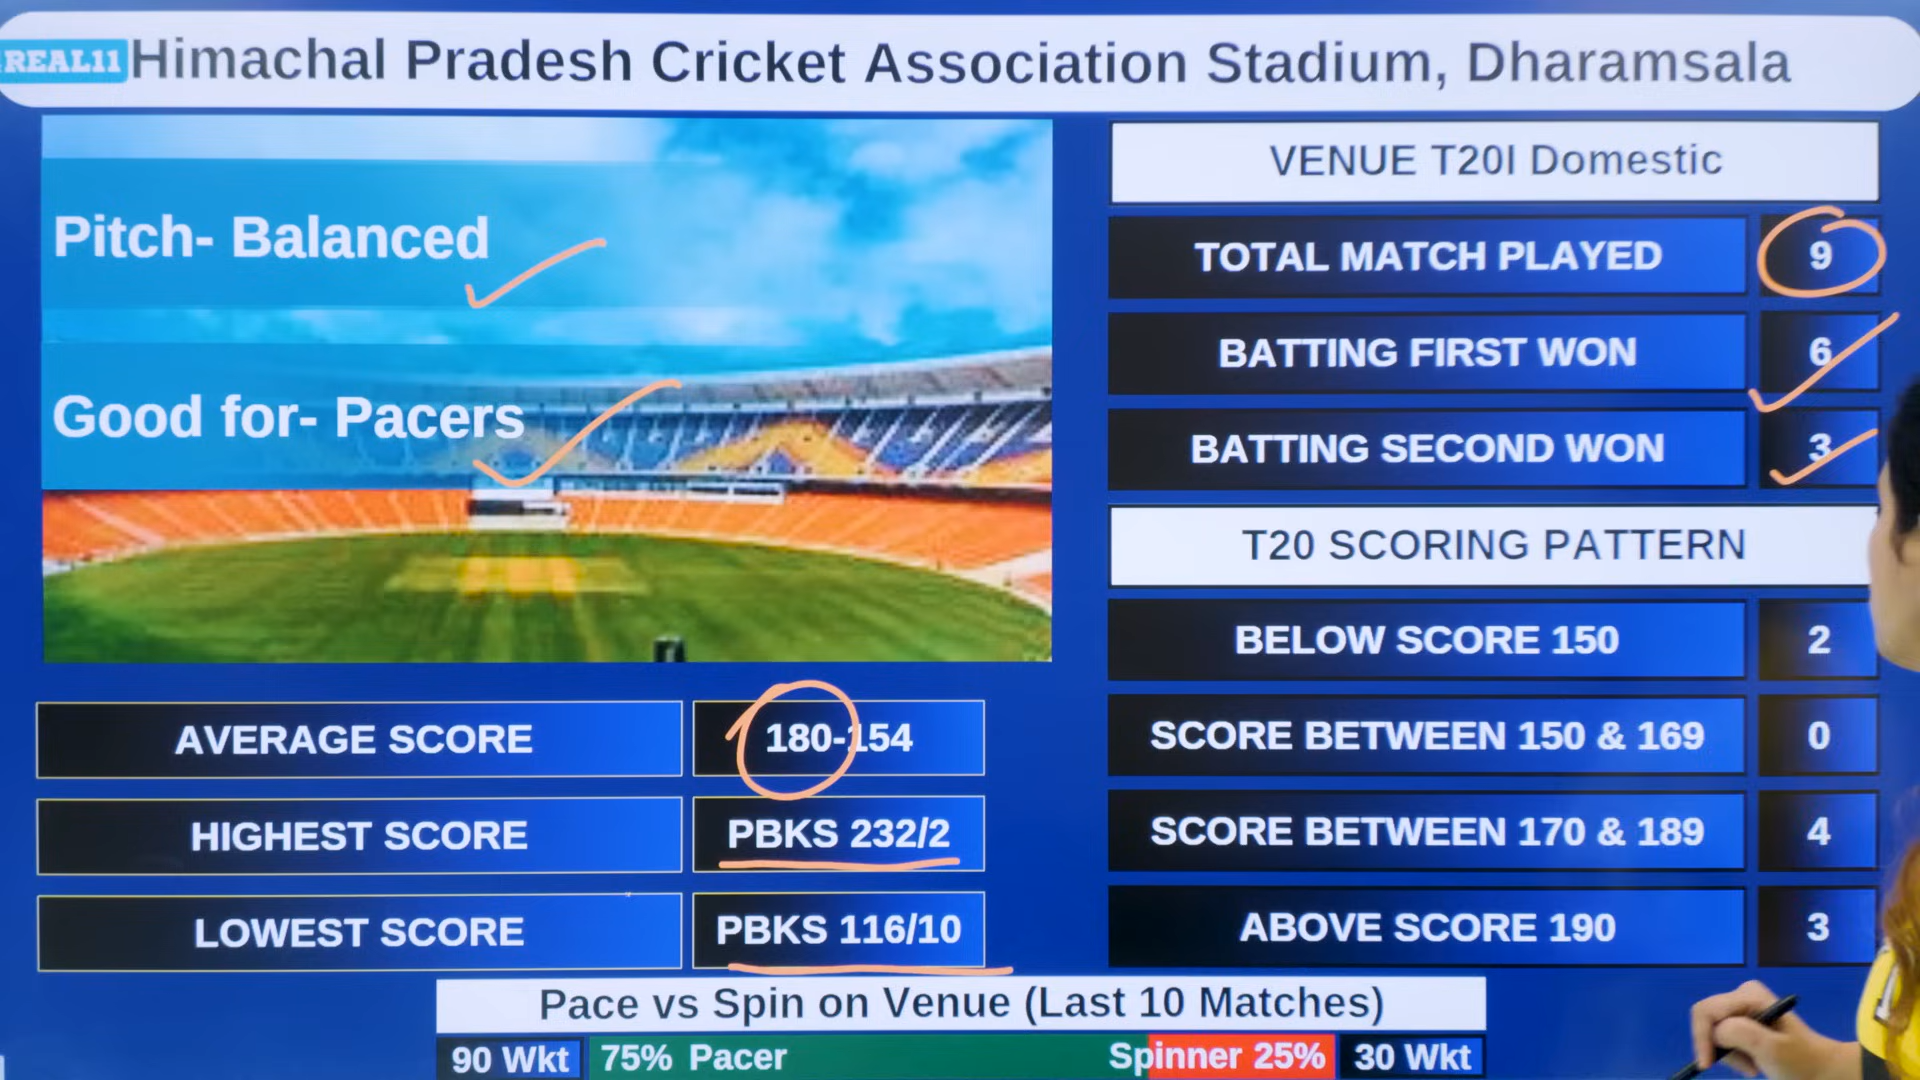 REAL11
Himachal Pradesh Cricket Association Stadium, Dharamsala
Pitch- Balanced
Good for- Pacers
AVERAGE SCORE 180-154
HIGHEST SCORE PBKS 232/2
LOWEST SCORE PBKS 116/10
VENUE T20I Domestic
TOTAL MATCH PLAYED 9
BATTING FIRST WON 6
BATTING SECOND WON 3
T20 SCORING PATTERN
BELOW SCORE 150 2
SCORE BETWEEN 150 & 169 0
SCORE BETWEEN 170 & 189 4
ABOVE SCORE 190 3
Pace vs Spin on Venue (Last 10 Matches)
90 Wkt 75% Pacer Spinner 25% 30 Wkt